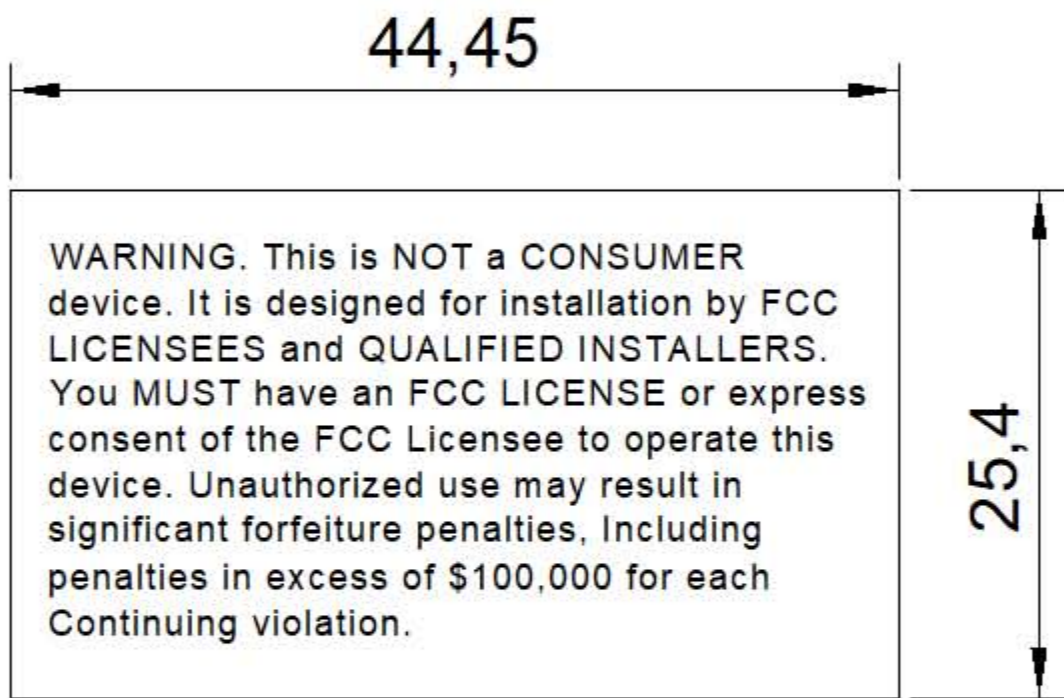 44,45
WARNING. This is NOT a CONSUMER
device. It is designed for installation by FCC
LICENSEES and QUALIFIED INSTALLERS.
You MUST have an FCC LICENSE or express
consent of the FCC Licensee to operate this
device. Unauthorized use may result in
significant forfeiture penalties, Including
penalties in excess of $100,000 for each
Continuing violation.
25,4